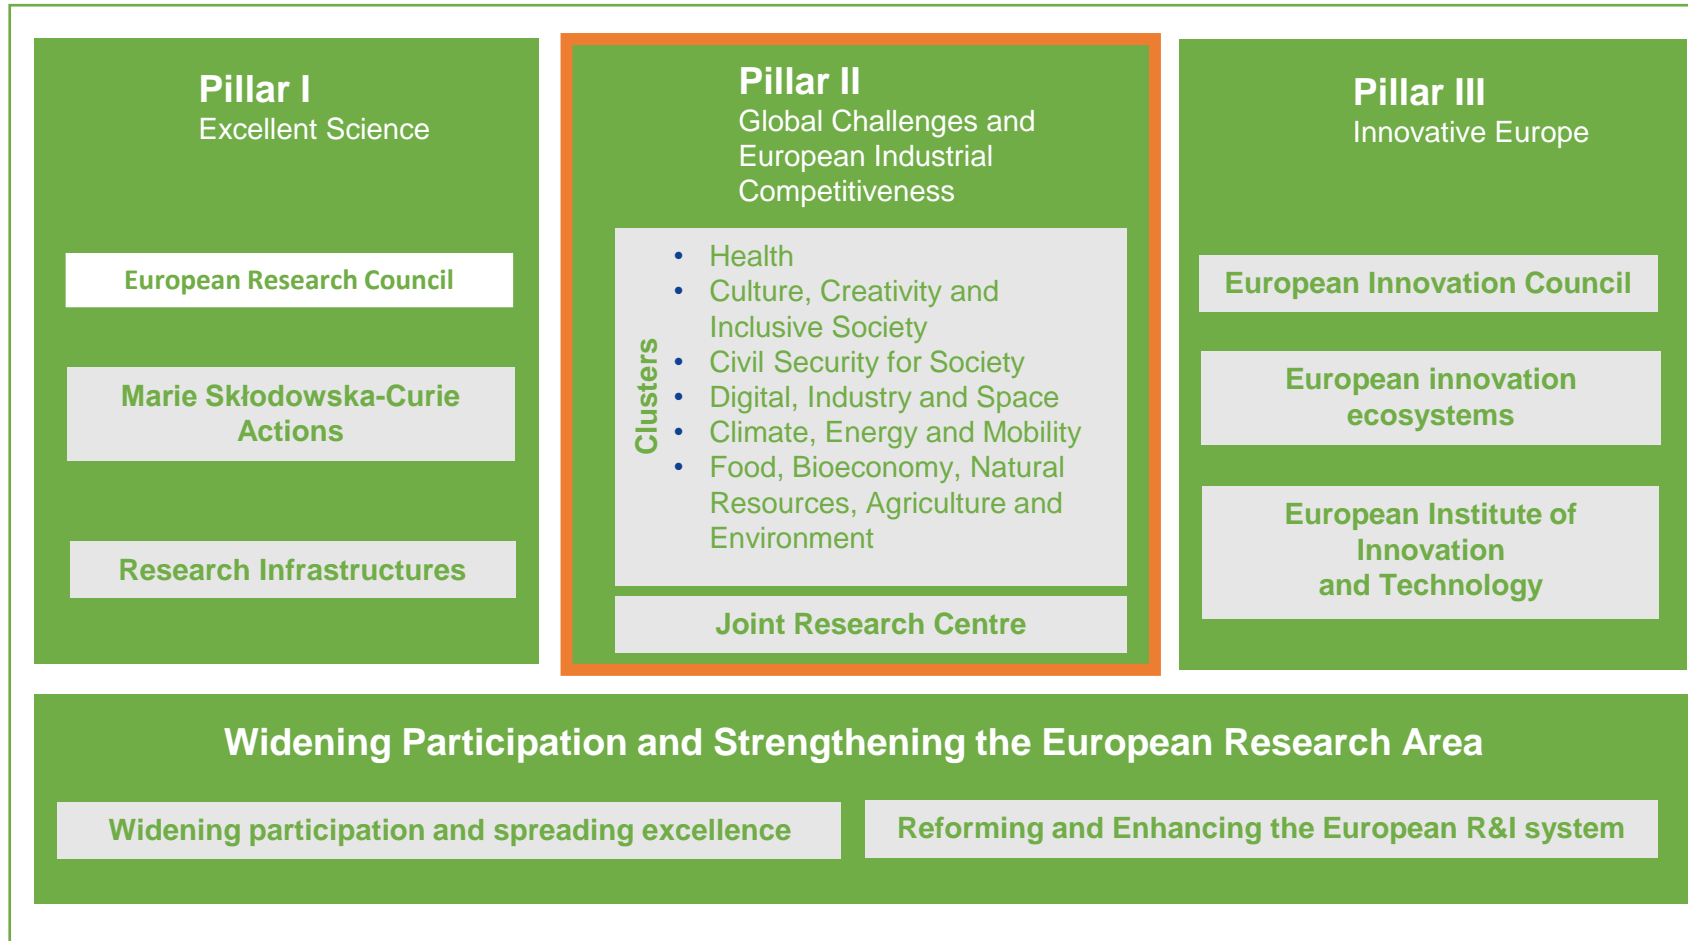 Pillar I
Excellent Science
European Research Council
Marie Skłodowska-Curie
Actions
Research Infrastructures
Pillar II
Global Challenges and
European Industrial
Competitiveness
Clusters
• Health
• Culture, Creativity and
Inclusive Society
• Civil Security for Society
• Digital, Industry and Space
• Climate, Energy and Mobility
• Food, Bioeconomy, Natural
Resources, Agriculture and
Environment
Joint Research Centre
Pillar III
Innovative Europe
European Innovation Council
European innovation
ecosystems
European Institute of
Innovation
and Technology
Widening Participation and Strengthening the European Research Area
Widening participation and spreading excellence
Reforming and Enhancing the European R&I system